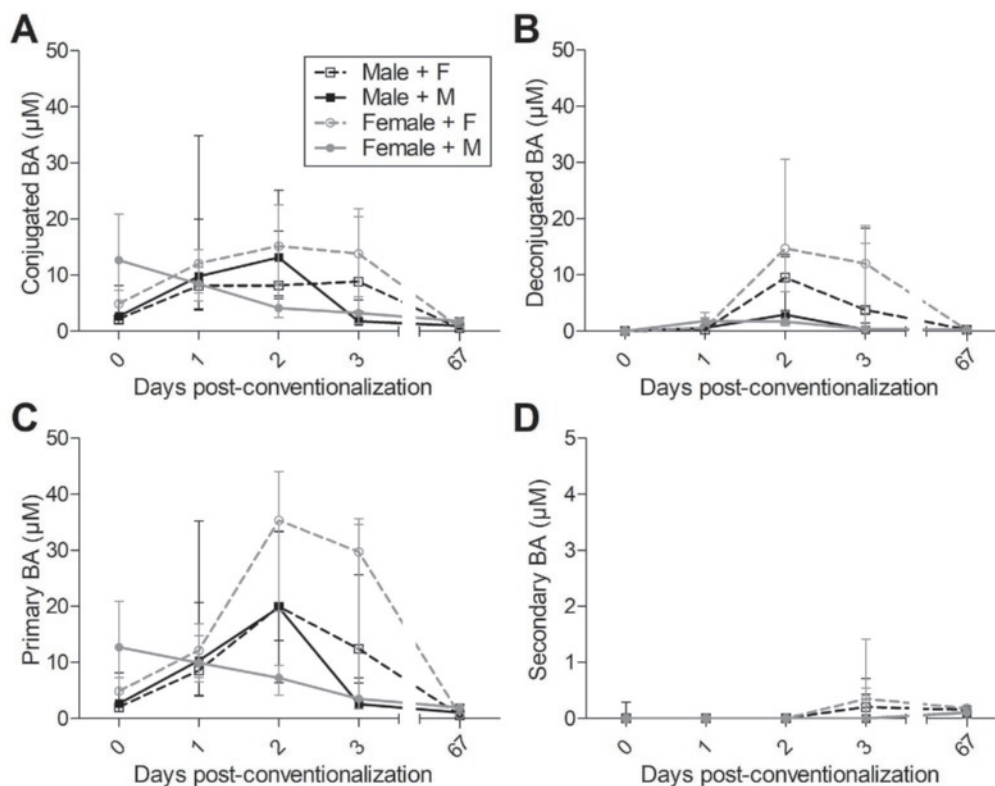 A
Conjugated BA (µM)
50
40
30
20
10
0
0 1 2 3 67
Days post-conventionalization
Male + F
Male + M
Female + F
Female + M
B
Deconjugated BA (µM)
50
40
30
20
10
0
0 1 2 3 67
Days post-conventionalization
C
Primary BA (µM)
50
40
30
20
10
0
0 1 2 3 67
Days post-conventionalization
D
Secondary BA (µM)
5
4
3
2
1
0
0 1 2 3 67
Days post-conventionalization